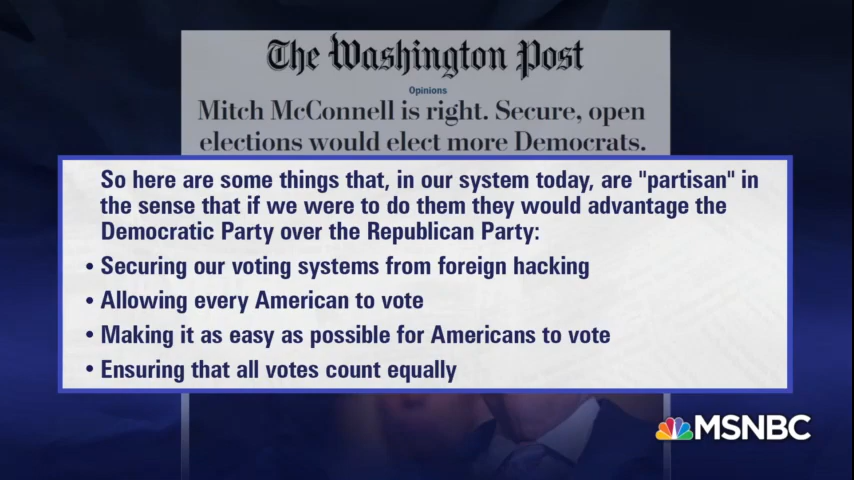 The Washington Post
Opinions
Mitch McConnell is right. Secure, open
elections would elect more Democrats.
So here are some things that, in our system today, are "partisan" in
the sense that if we were to do them they would advantage the
Democratic Party over the Republican Party:
• Securing our voting systems from foreign hacking
• Allowing every American to vote
• Making it as easy as possible for Americans to vote
• Ensuring that all votes count equally
MSNBC